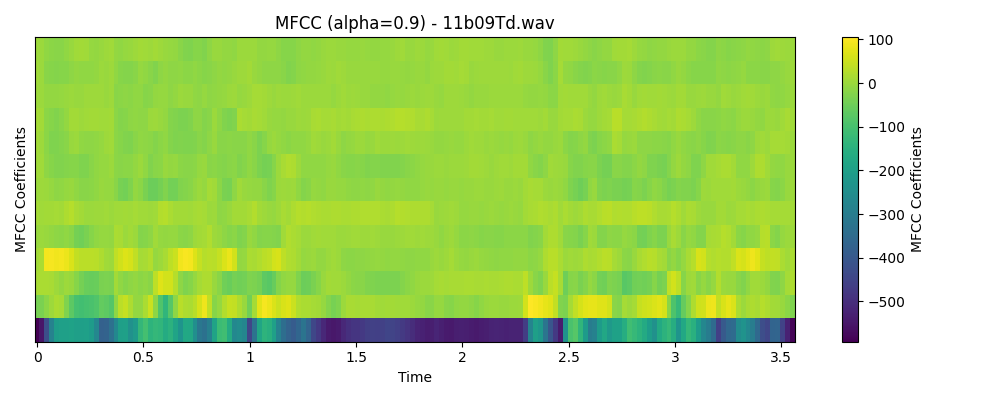 MFCC (alpha=0.9) - 11b09Td.wav
MFCC Coefficients
0 0.5 1 1.5 2 2.5 3 3.5
Time
100
0
−100
−200
−300
−400
−500
MFCC Coefficients